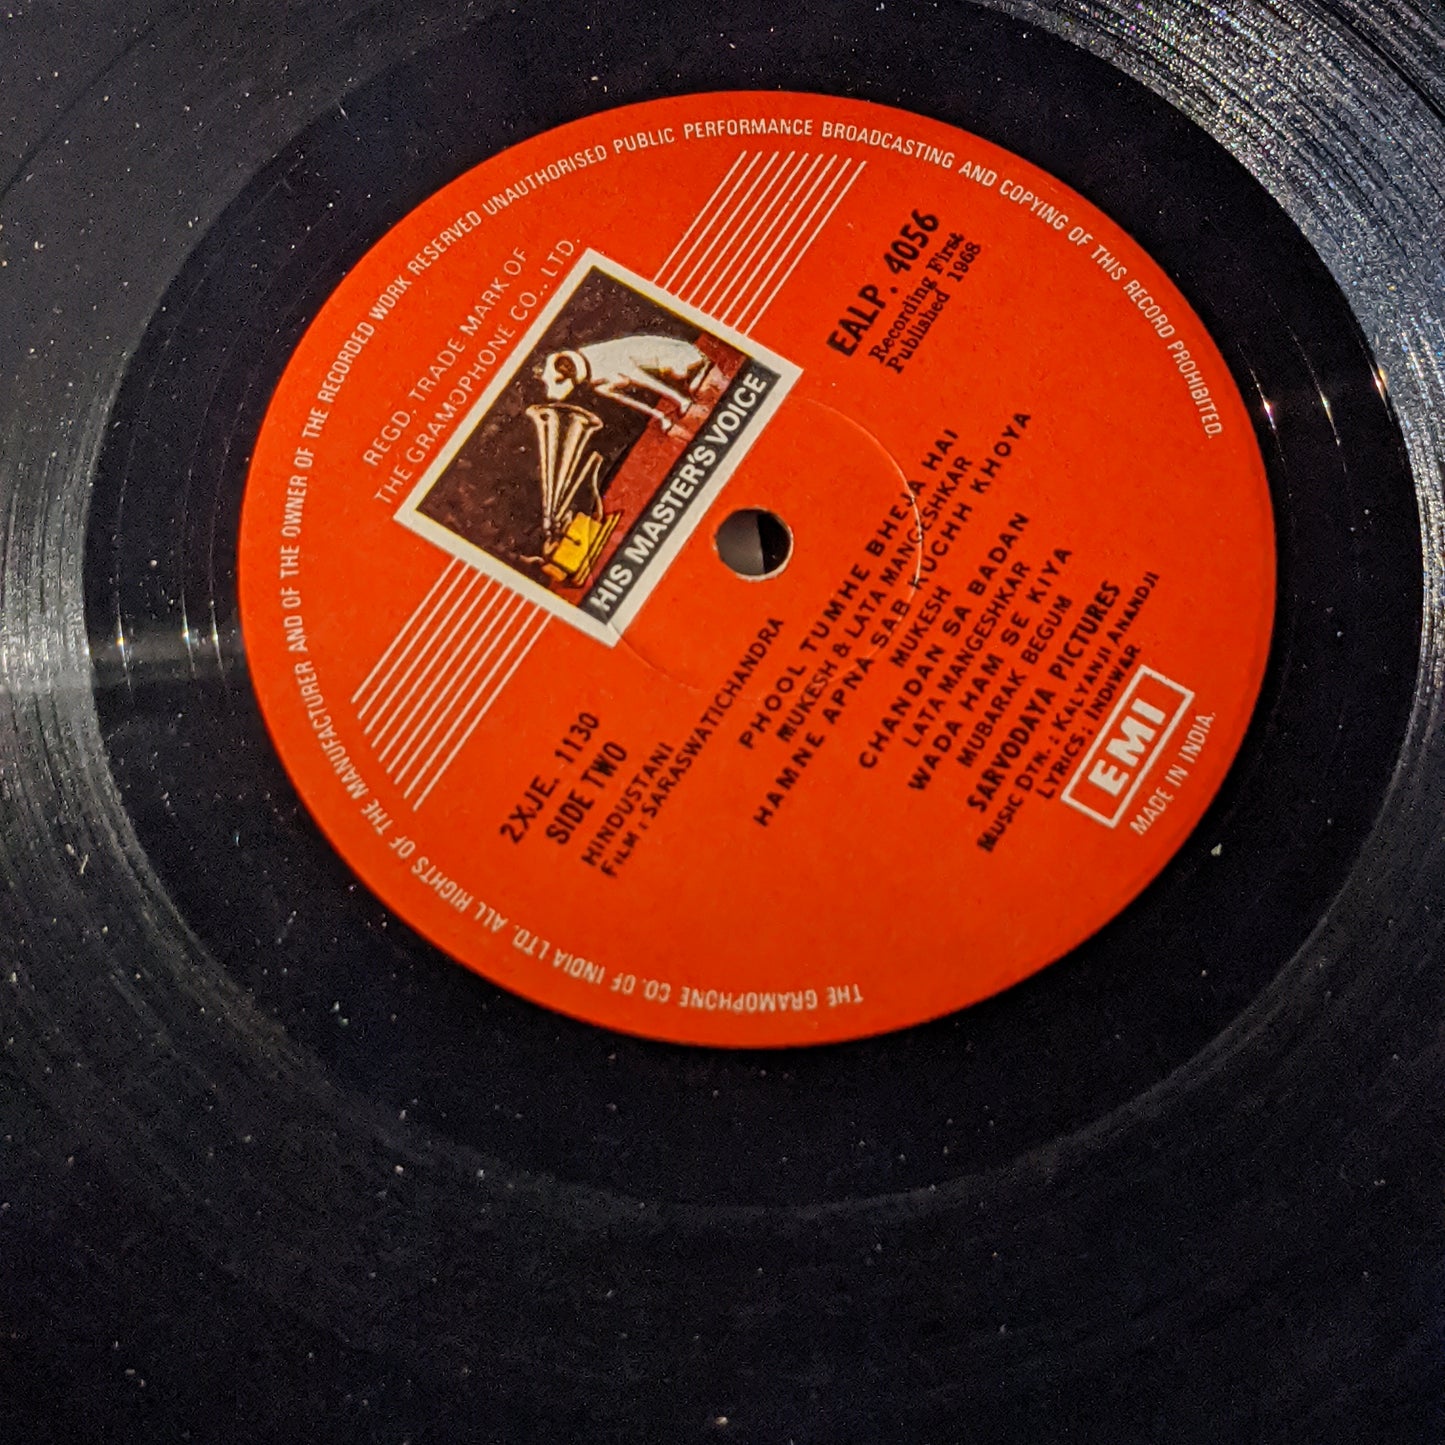 THE GRAMOPHONE CO. OF INDIA LTD. ALL RIGHTS OF THE MANUFACTURER AND OF THE OWNER OF THE RECORDED WORK RESERVED UNAUTHORISED PUBLIC PERFORMANCE BROADCASTING AND COPYING OF THIS RECORD PROHIBITED.
REGD. TRADE MARK OF
THE GRAMOPHONE CO., LTD.
HIS MASTER'S VOICE
EALP. 4056
Recording First
Published 1968
2XJE. 1130
SIDE TWO
HINDUSTANI
FILM : SARASWATICHANDRA
PHOOL TUMHE BHEJA HAI
MUKESH & LATA MANGESHKAR
HAMNE APNA SAB KUCHH KHOYA
MUKESH
CHANDAN SA BADAN
LATA MANGESHKAR
WADA HAM SE KIYA
MUBARAK BEGUM
SARVODAYA PICTURES
MUSIC DTN. : KALYANJI ANANDJI
LYRICS : INDIWAR
EMI
MADE IN INDIA.